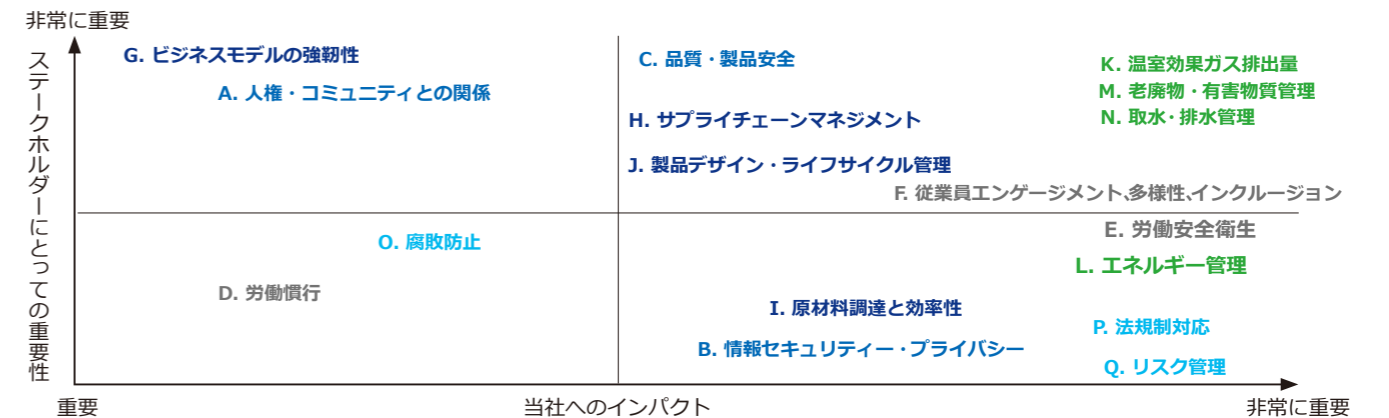 非常に重要
ステークホルダーにとっての重要性
G. ビジネスモデルの強靭性
C. 品質・製品安全
K. 温室効果ガス排出量
A. 人権・コミュニティとの関係
M. 老廃物・有害物質管理
H. サプライチェーンマネジメント
N. 取水・排水管理
J. 製品デザイン・ライフサイクル管理
F. 従業員エンゲージメント、多様性、インクルージョン
E. 労働安全衛生
O. 腐敗防止
L. エネルギー管理
D. 労働慣行
I. 原材料調達と効率性
P. 法規制対応
B. 情報セキュリティー・プライバシー
Q. リスク管理
重要
当社へのインパクト
非常に重要